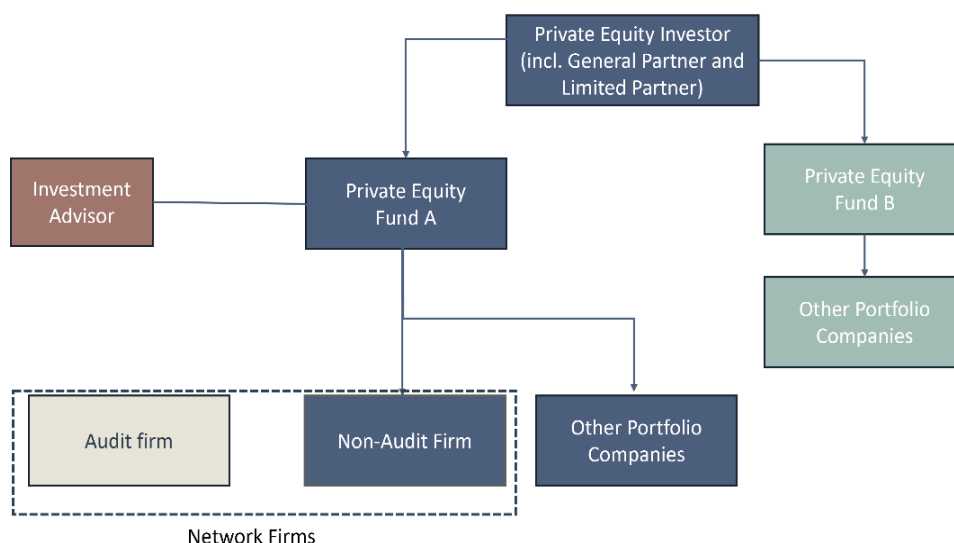 Private Equity Investor
(incl. General Partner and
Limited Partner)
Investment
Advisor
Private Equity
Fund A
Private Equity
Fund B
Other Portfolio
Companies
Audit firm
Non-Audit Firm
Other Portfolio
Companies
Network Firms